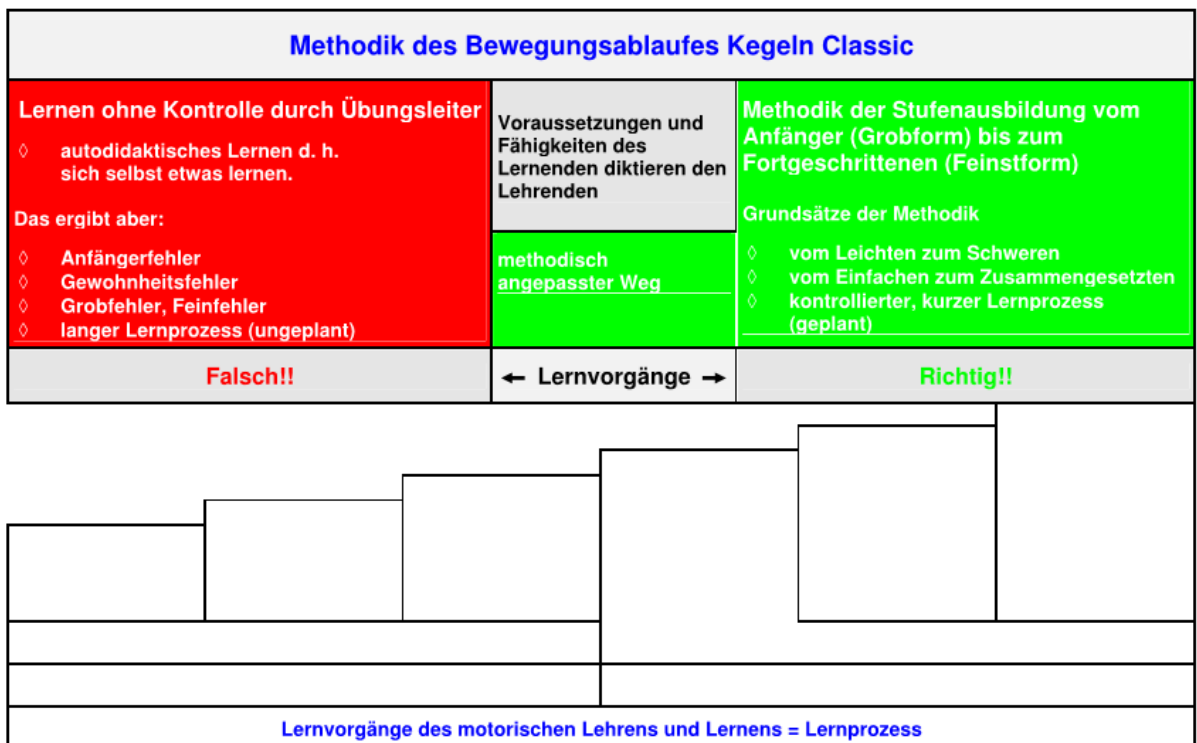 Methodik des Bewegungsablaufes Kegeln Classic
Lernen ohne Kontrolle durch Übungsleiter
◊ autodidaktisches Lernen d. h.
sich selbst etwas lernen.
Das ergibt aber:
◊ Anfängerfehler
◊ Gewohnheitsfehler
◊ Grobfehler, Feinfehler
◊ langer Lernprozess (ungeplant)
Voraussetzungen und
Fähigkeiten des
Lernenden diktieren den
Lehrenden
methodisch
angepasster Weg
Methodik der Stufenausbildung vom
Anfänger (Grobform) bis zum
Fortgeschrittenen (Feinstform)
Grundsätze der Methodik
◊ vom Leichten zum Schweren
◊ vom Einfachen zum Zusammengesetzten
◊ kontrollierter, kurzer Lernprozess
(geplant)
Falsch!!
← Lernvorgänge →
Richtig!!
Lernvorgänge des motorischen Lehrens und Lernens = Lernprozess